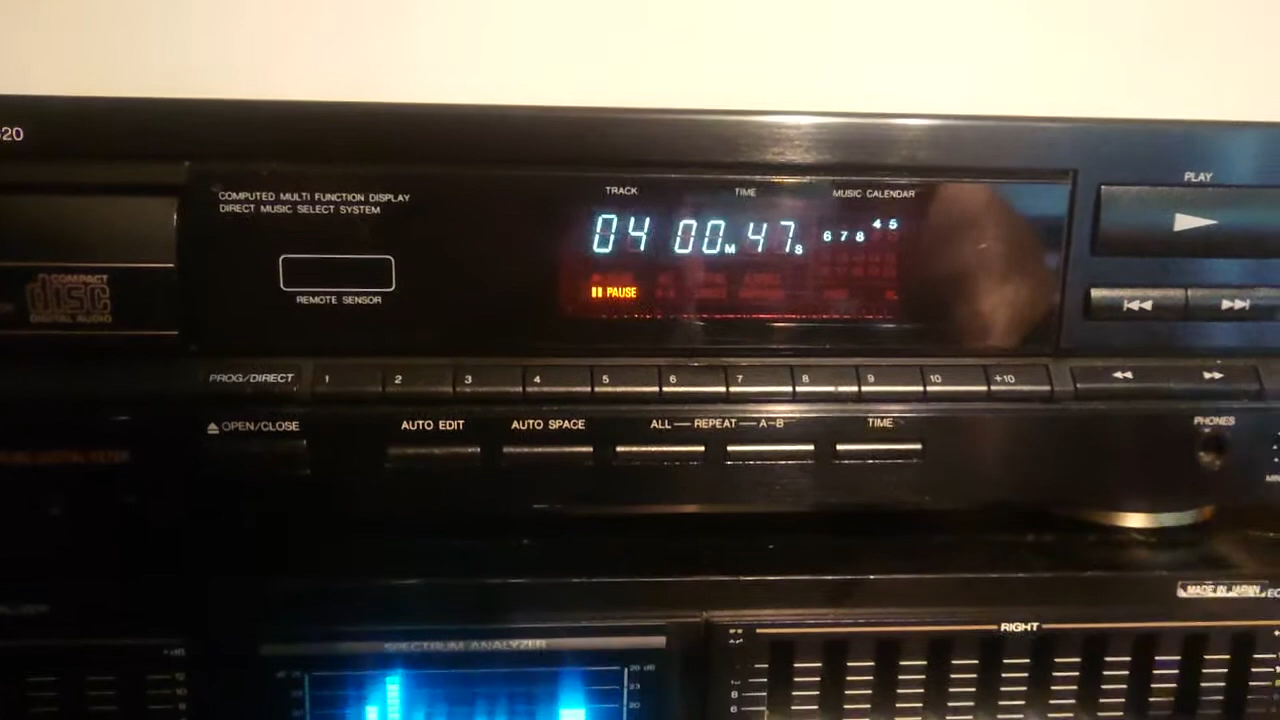 20
PLAY
COMPUTED MULTI FUNCTION DISPLAY
DIRECT MUSIC SELECT SYSTEM
TRACK TIME MUSIC CALENDAR
04 00M 47S
4 5
6 7 8
REMOTE SENSOR
COMPACT
disc
DIGITAL AUDIO
PAUSE
PROG/DIRECT 1 2 3 4 5 6 7 8 9 10 +10
OPEN/CLOSE AUTO EDIT AUTO SPACE ALL REPEAT A-B TIME PHONES
MADE IN JAPAN
RIGHT
SPECTRUM ANALYZER